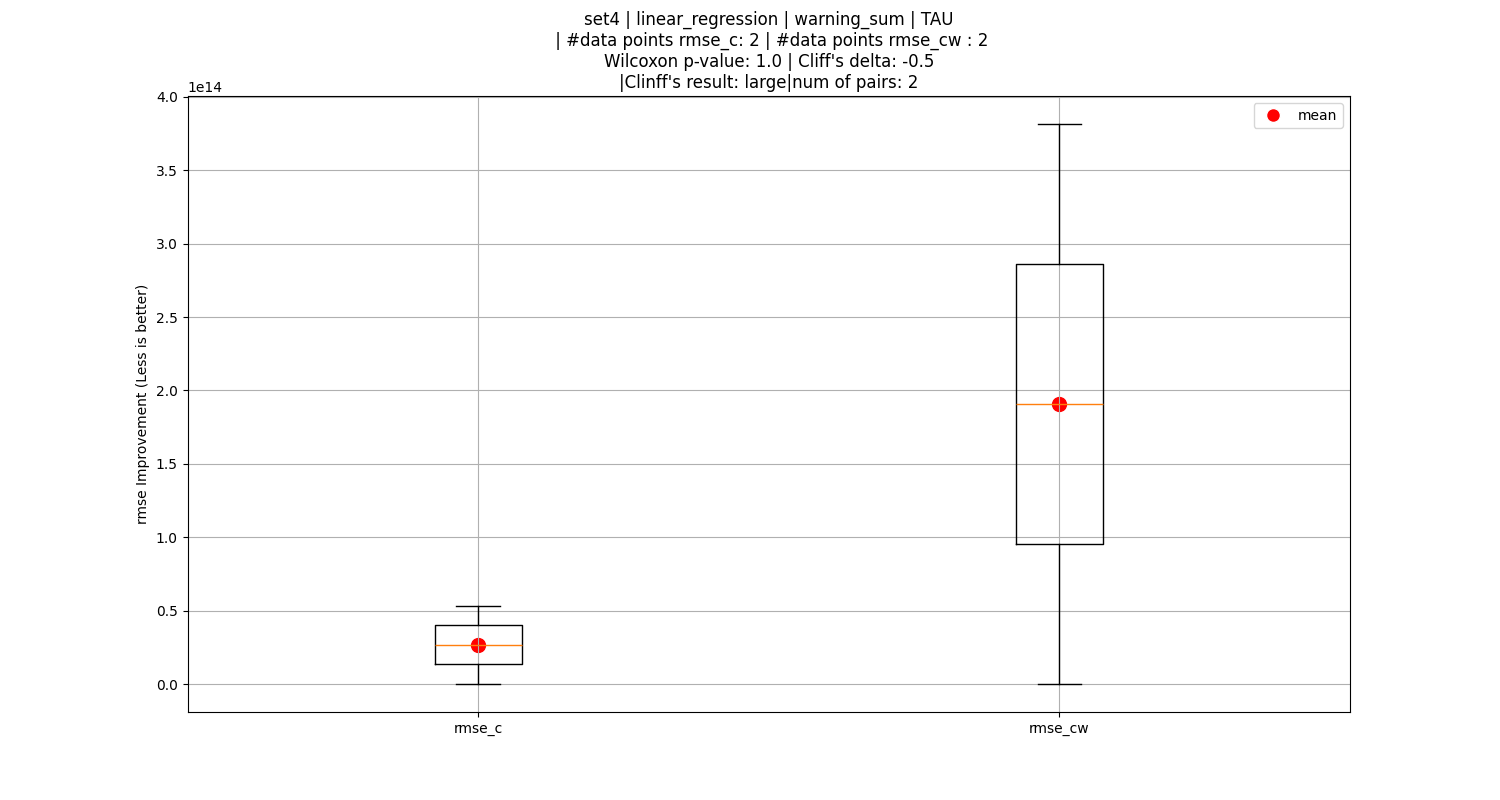 set4 | linear_regression | warning_sum | TAU
| #data points rmse_c: 2 | #data points rmse_cw : 2
Wilcoxon p-value: 1.0 | Cliff's delta: -0.5
|Clinff's result: large|num of pairs: 2
1e14
4.0
3.5
3.0
2.5
2.0
1.5
1.0
0.5
0.0
rmse Improvement (Less is better)
mean
rmse_c
rmse_cw